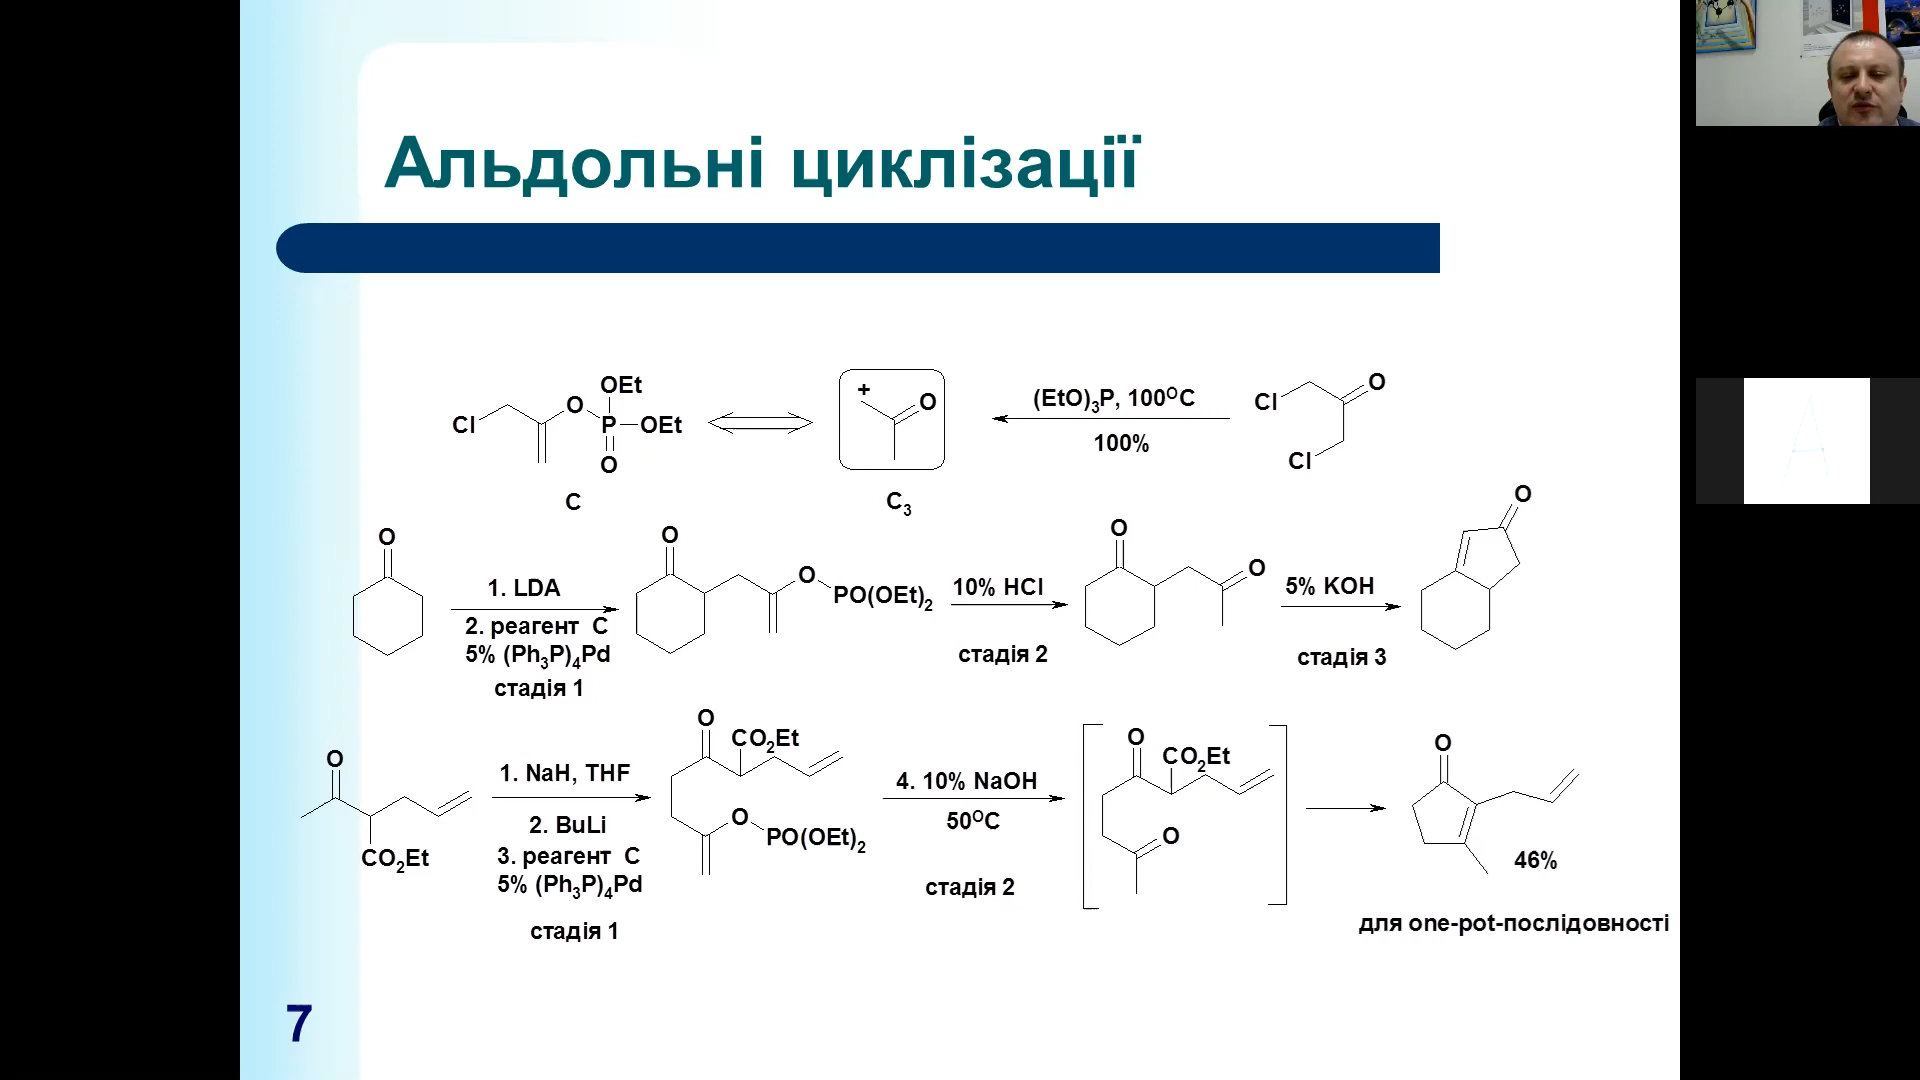 Альдольні циклізації
Cl
O
OEt
P
OEt
O
C
+
O
C₃
(EtO)₃P, 100ᴼC
100%
Cl
O
Cl
O
1. LDA
2. реагент C
5% (Ph₃P)₄Pd
стадія 1
O
O
PO(OEt)₂
10% HCl
стадія 2
O
O
5% KOH
стадія 3
O
O
CO₂Et
1. NaH, THF
2. BuLi
3. реагент C
5% (Ph₃P)₄Pd
стадія 1
O
CO₂Et
O
PO(OEt)₂
4. 10% NaOH
50ᴼC
стадія 2
O
CO₂Et
O
O
46%
для one-pot-послідовності
7